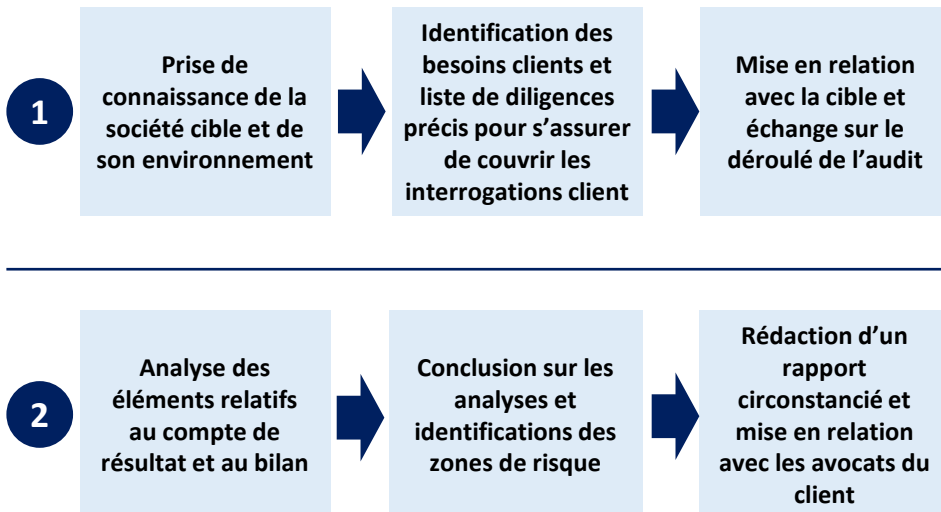 1
Prise de
connaissance de la
société cible et de
son environnement
Identification des
besoins clients et
liste de diligences
précis pour s’assurer
de couvrir les
interrogations client
Mise en relation
avec la cible et
échange sur le
déroulé de l’audit
2
Analyse des
éléments relatifs
au compte de
résultat et au bilan
Conclusion sur les
analyses et
identifications des
zones de risque
Rédaction d’un
rapport
circonstancié et
mise en relation
avec les avocats du
client